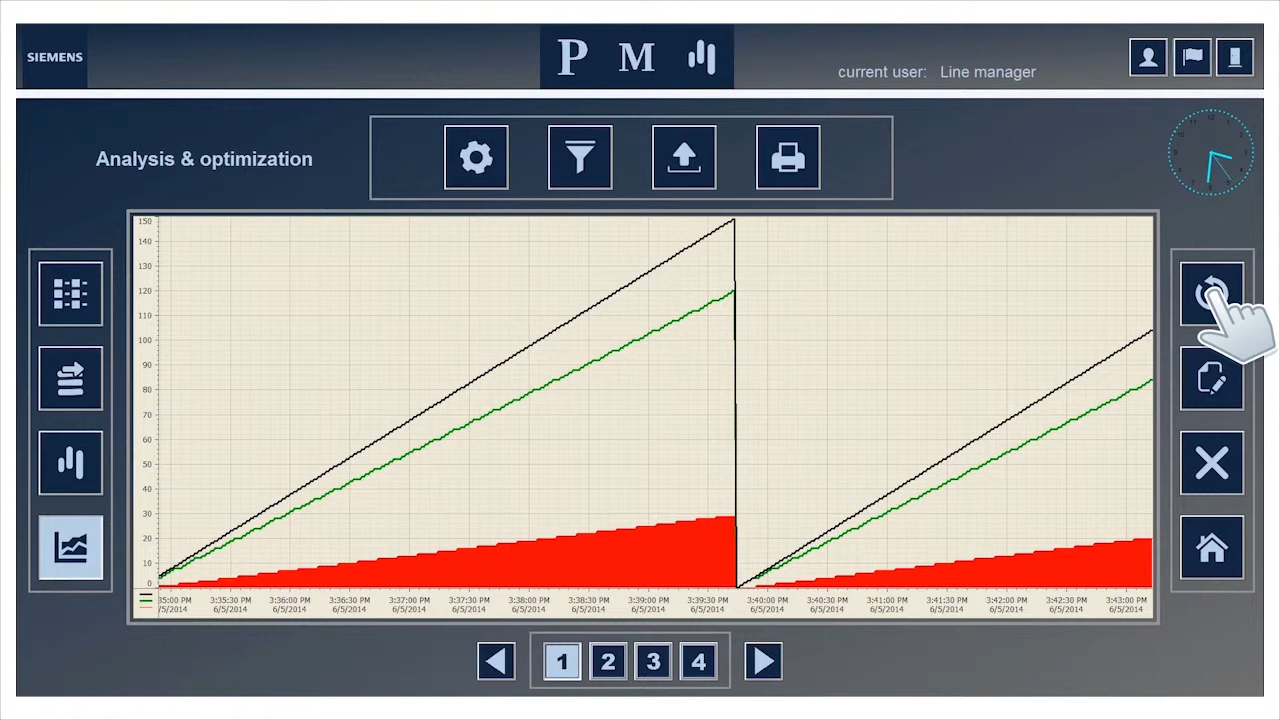 SIEMENS
P M
current user: Line manager
Analysis & optimization
150
140
130
120
110
100
90
80
70
60
50
40
30
20
10
0
35:00 PM 3:35:30 PM 3:36:00 PM 3:36:30 PM 3:37:00 PM 3:37:30 PM 3:38:00 PM 3:38:30 PM 3:39:00 PM 3:39:30 PM 3:40:00 PM 3:40:30 PM 3:41:00 PM 3:41:30 PM 3:42:00 PM 3:42:30 PM 3:43:00 PM
/5/2014 6/5/2014 6/5/2014 6/5/2014 6/5/2014 6/5/2014 6/5/2014 6/5/2014 6/5/2014 6/5/2014 6/5/2014 6/5/2014 6/5/2014 6/5/2014 6/5/2014 6/5/2014 6/5/2014
1 2 3 4